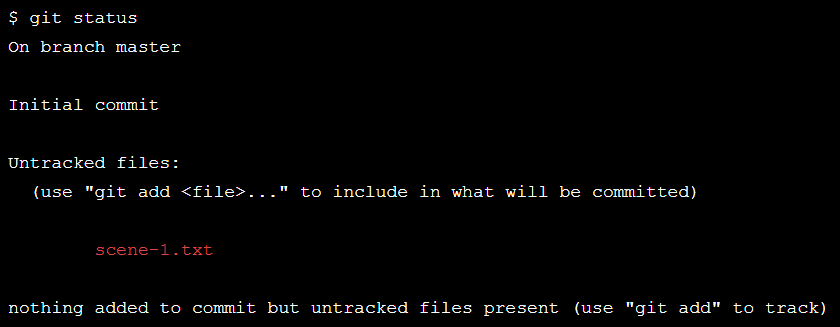 $ git status
On branch master
Initial commit
Untracked files:
(use "git add <file>..." to include in what will be committed)
scene-1.txt
nothing added to commit but untracked files present (use "git add" to track)